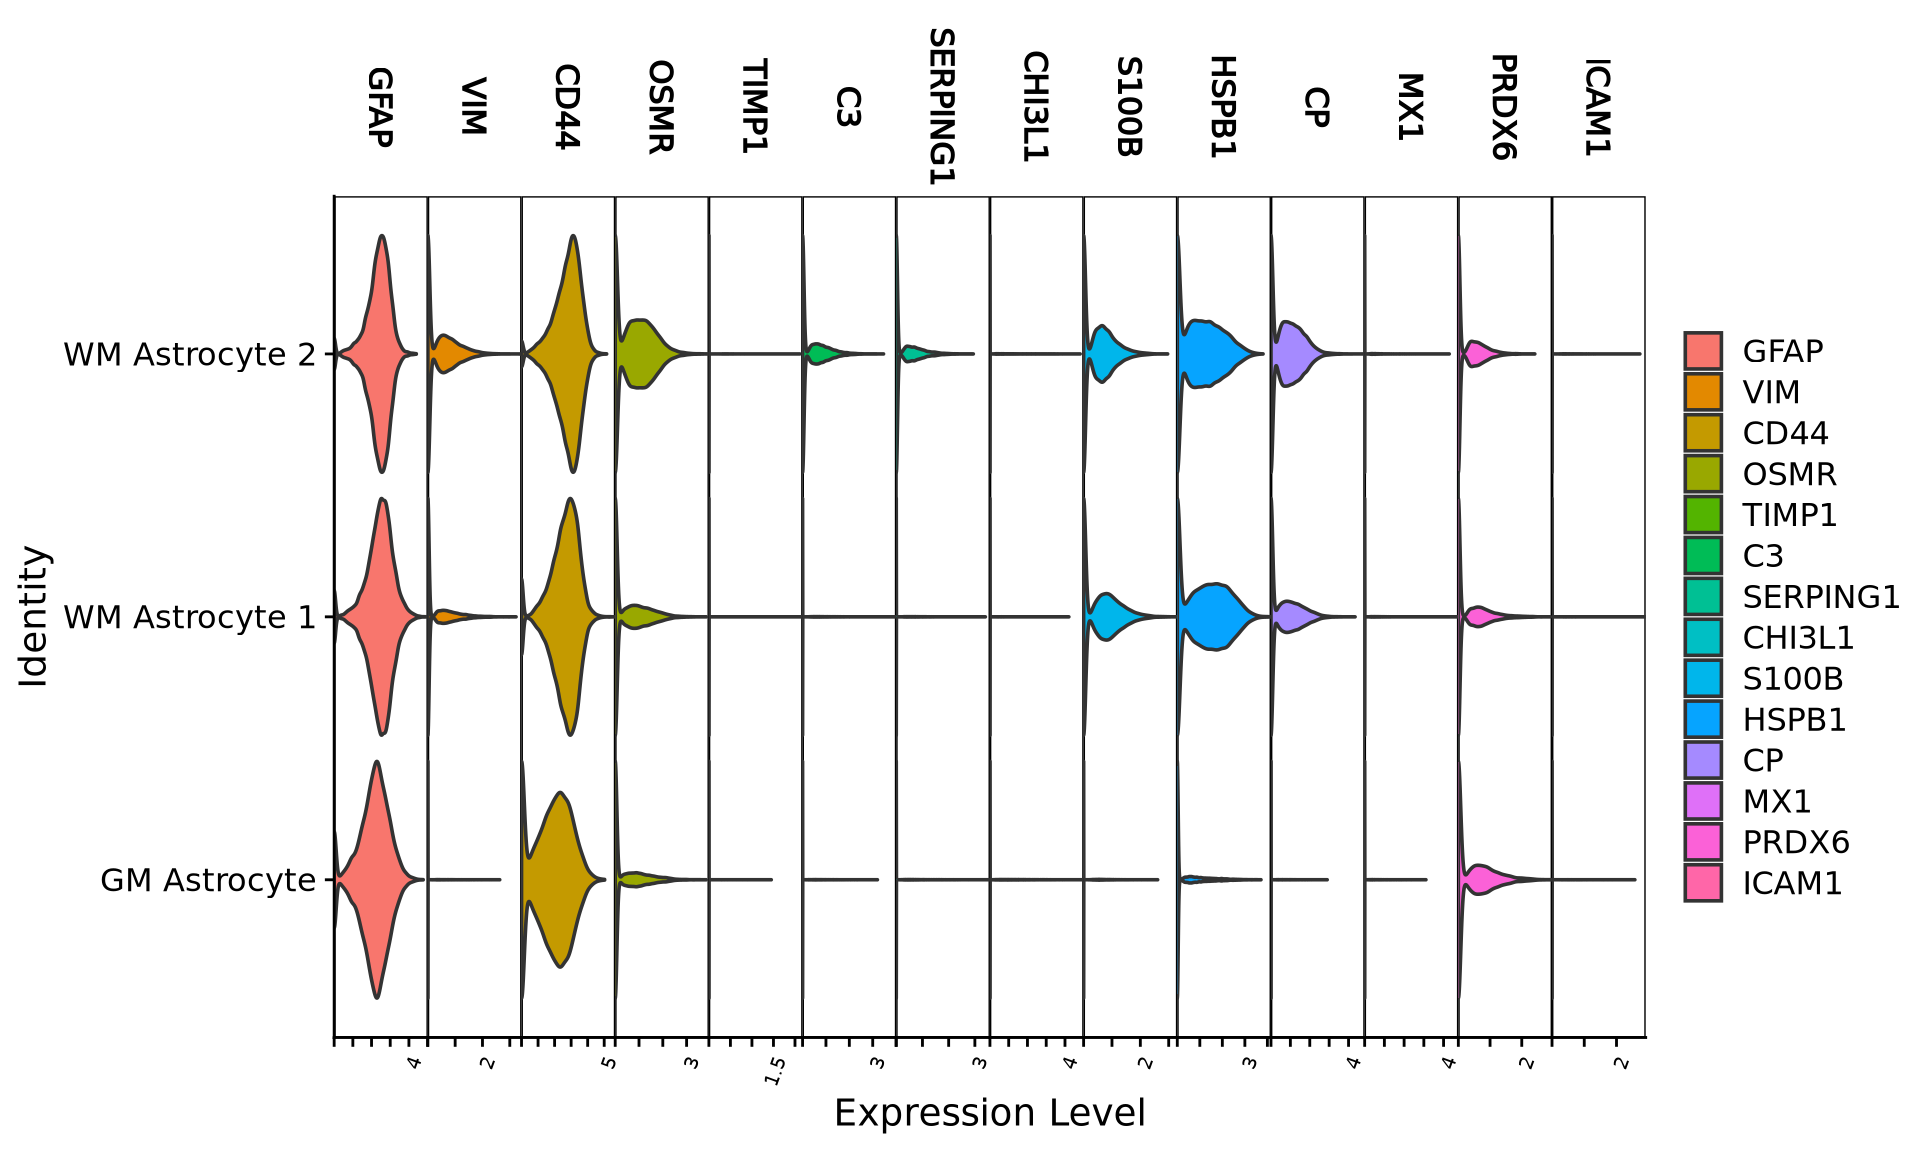 GFAP
VIM
CD44
OSMR
TIMP1
C3
SERPING1
CHI3L1
S100B
HSPB1
CP
MX1
PRDX6
ICAM1
WM Astrocyte 2
WM Astrocyte 1
GM Astrocyte
Identity
4
2
5
3
1.5
3
3
4
2
3
4
4
2
2
Expression Level
GFAP
VIM
CD44
OSMR
TIMP1
C3
SERPING1
CHI3L1
S100B
HSPB1
CP
MX1
PRDX6
ICAM1